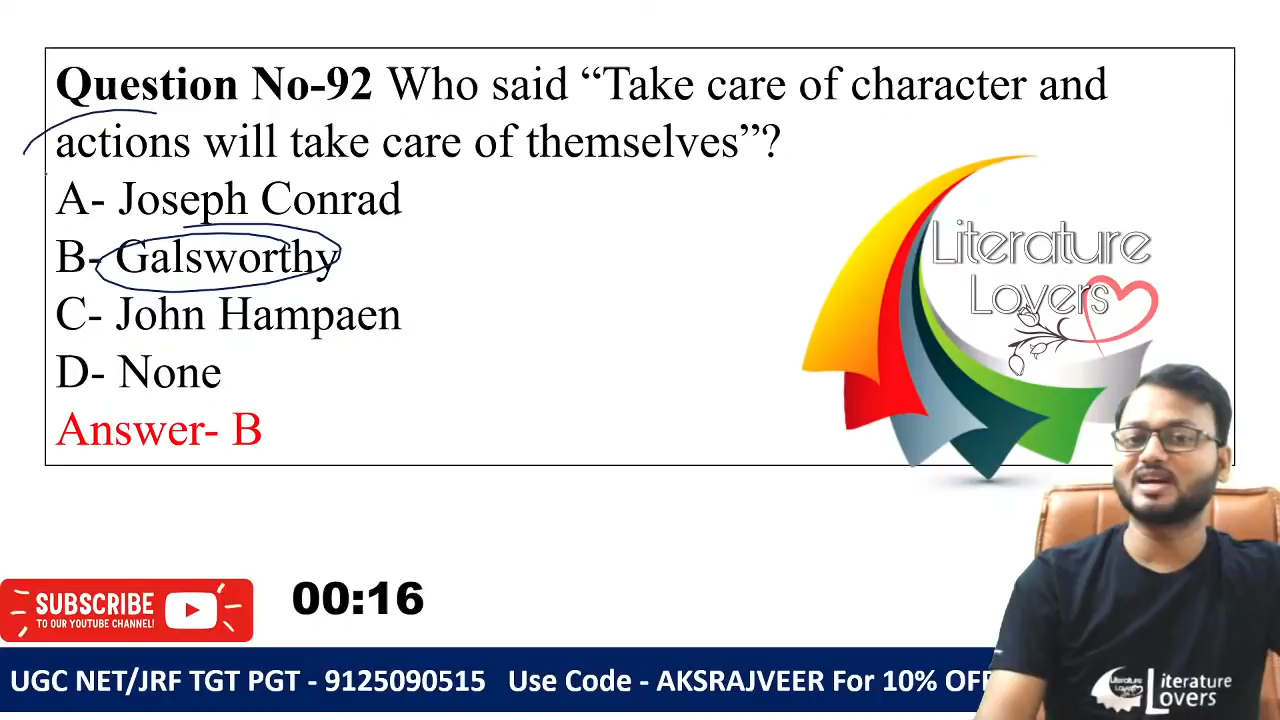 Question No-92 Who said “Take care of character and
actions will take care of themselves”?
A- Joseph Conrad
B- Galsworthy
C- John Hampaen
D- None
Answer- B
Literature
Lovers
SUBSCRIBE
TO OUR YOUTUBE CHANNEL!
00:16
UGC NET/JRF TGT PGT - 9125090515 Use Code - AKSRAJVEER For 10% OFF
Literature
Lovers
Literature
Lovers